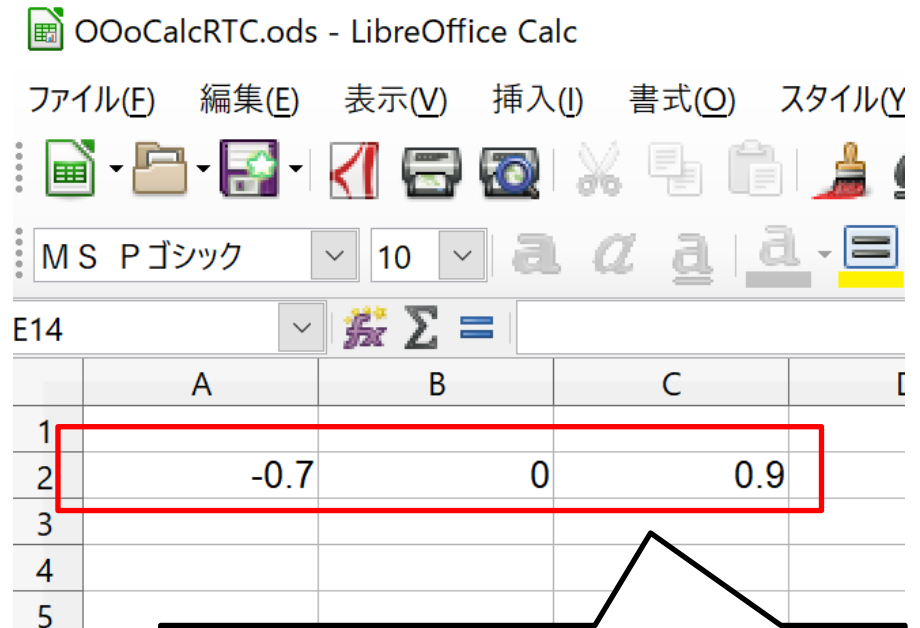 OOoCalcRTC.ods - LibreOffice Calc
ファイル(F) 編集(E) 表示(V) 挿入(I) 書式(O) スタイル(Y
ＭＳ Ｐゴシック 10 a a a a
E14 fx Σ =
A B C
1
2 -0.7 0 0.9
3
4
5